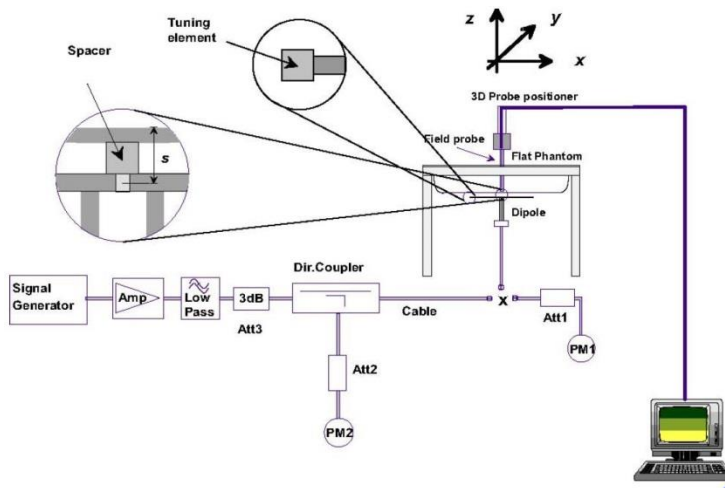 Tuning
element
Spacer
s
z
y
x
3D Probe positioner
Field probe
Flat Phantom
Dipole
Dir.Coupler
Signal
Generator
Amp
Low
Pass
3dB
Att3
Cable
x
Att1
PM1
Att2
PM2